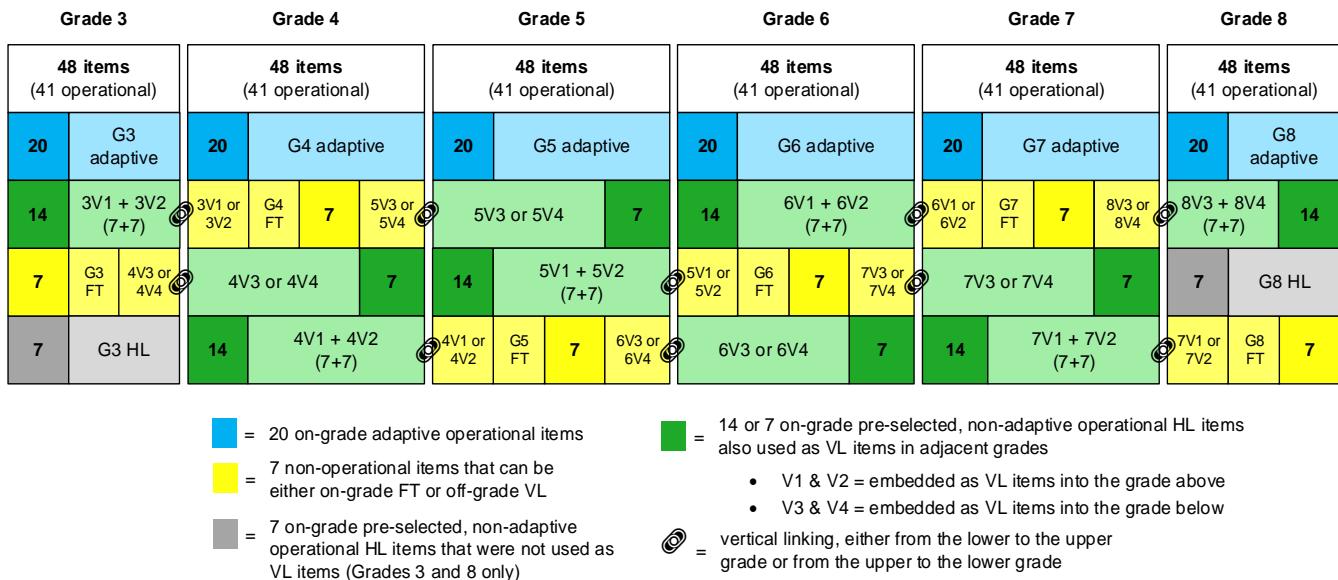 Grade 3 Grade 4 Grade 5 Grade 6 Grade 7 Grade 8
48 items 48 items 48 items 48 items 48 items 48 items
(41 operational) (41 operational) (41 operational) (41 operational) (41 operational) (41 operational)
20 G3 adaptive 20 G4 adaptive 20 G5 adaptive 20 G6 adaptive 20 G7 adaptive 20 G8 adaptive
14 3V1 + 3V2 (7+7) 3V1 or 3V2 G4 FT 7 5V3 or 5V4 5V3 or 5V4 7 14 6V1 + 6V2 (7+7) 6V1 or 6V2 G7 FT 7 8V3 or 8V4 8V3 + 8V4 (7+7) 14
7 G3 FT 4V3 or 4V4 4V3 or 4V4 7 14 5V1 + 5V2 (7+7) 5V1 or 5V2 G6 FT 7 7V3 or 7V4 7V3 or 7V4 7 7 G8 HL
7 G3 HL 14 4V1 + 4V2 (7+7) 4V1 or 4V2 G5 FT 7 6V3 or 6V4 6V3 or 6V4 7 14 7V1 + 7V2 (7+7) 7V1 or 7V2 G8 FT 7
= 20 on-grade adaptive operational items
= 7 non-operational items that can be
either on-grade FT or off-grade VL
= 7 on-grade pre-selected, non-adaptive
operational HL items that were not used as
VL items (Grades 3 and 8 only)
= 14 or 7 on-grade pre-selected, non-adaptive operational HL items
also used as VL items in adjacent grades
• V1 & V2 = embedded as VL items into the grade above
• V3 & V4 = embedded as VL items into the grade below
= vertical linking, either from the lower to the upper
grade or from the upper to the lower grade